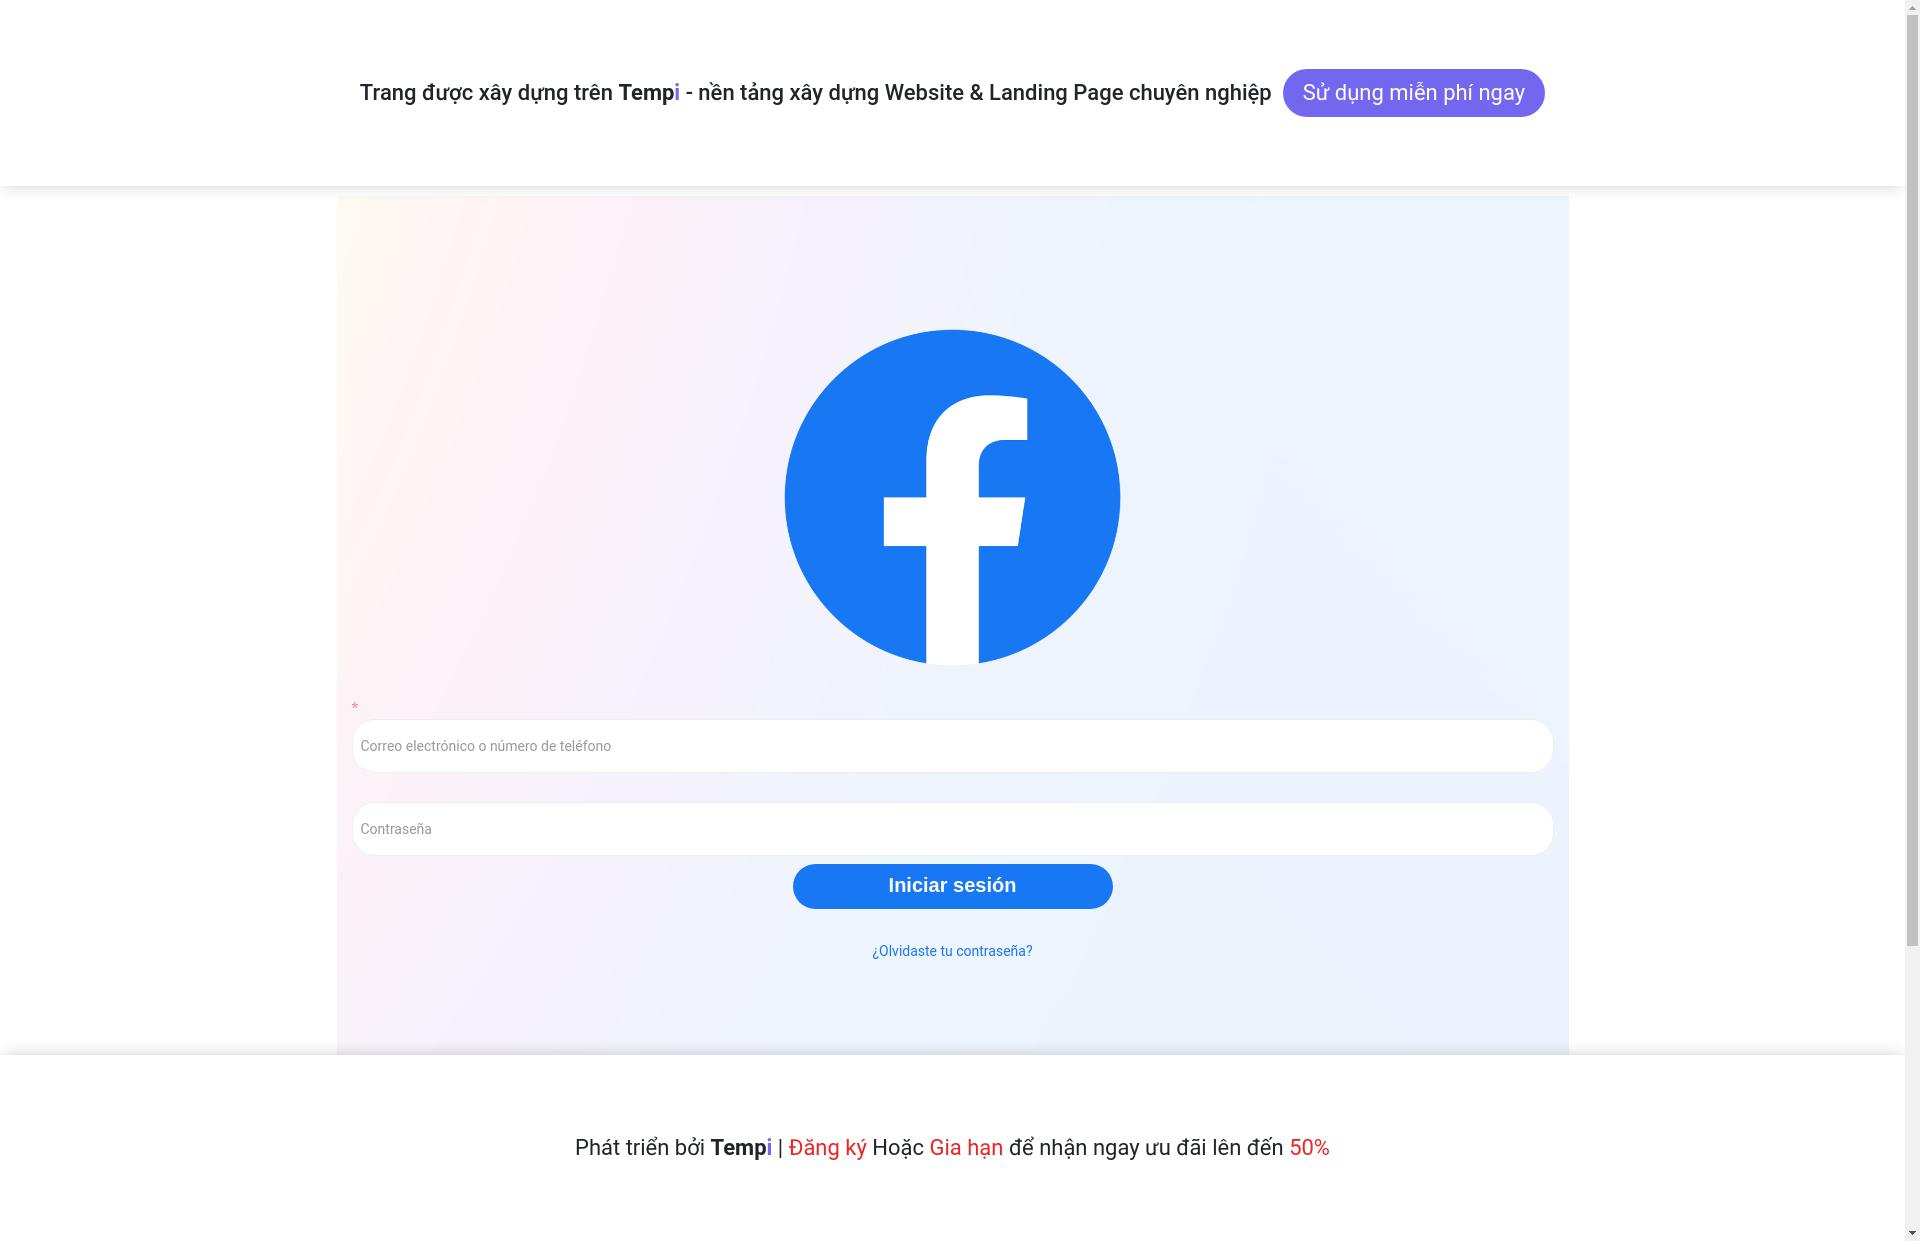 Trang được xây dựng trên Tempi - nền tảng xây dựng Website & Landing Page chuyên nghiệp Sử dụng miễn phí ngay
*
Correo electrónico o número de teléfono
Contraseña
Iniciar sesión
¿Olvidaste tu contraseña?
Phát triển bởi Tempi | Đăng ký Hoặc Gia hạn để nhận ngay ưu đãi lên đến 50%